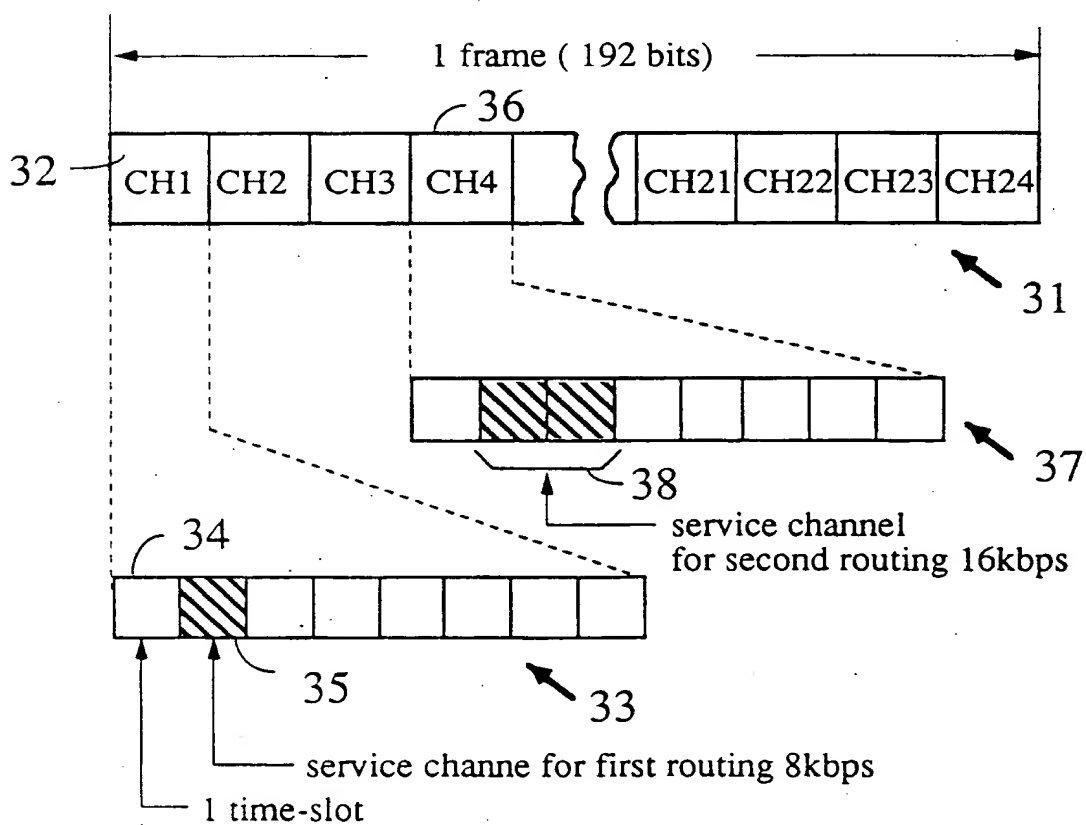 1 frame ( 192 bits)
36
32
CH1 CH2 CH3 CH4 CH21 CH22 CH23 CH24
31
37
38
service channel
for second routing 16kbps
34
35
33
service channe for first routing 8kbps
1 time-slot